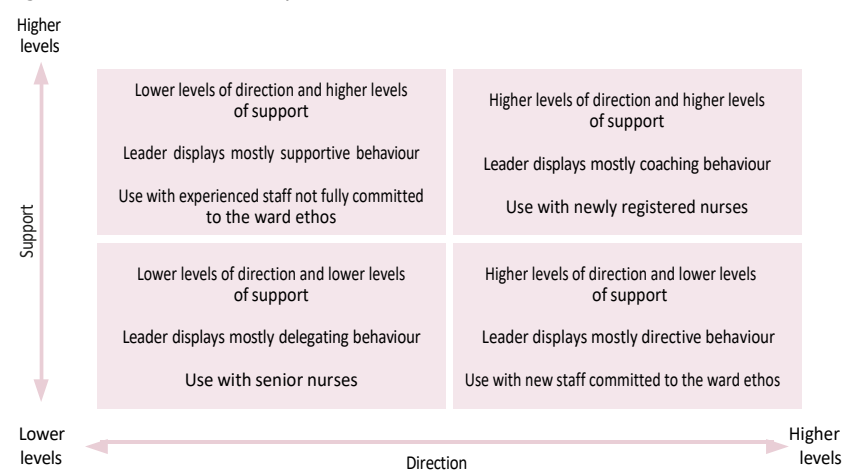 Higher
levels
Lower levels of direction and higher levels
of support
Leader displays mostly supportive behaviour
Use with experienced staff not fully committed
to the ward ethos
Higher levels of direction and higher levels
of support
Leader displays mostly coaching behaviour
Use with newly registered nurses
Support
Lower levels of direction and lower levels
of support
Leader displays mostly delegating behaviour
Use with senior nurses
Higher levels of direction and lower levels
of support
Leader displays mostly directive behaviour
Use with new staff committed to the ward ethos
Lower
levels
Direction
Higher
levels